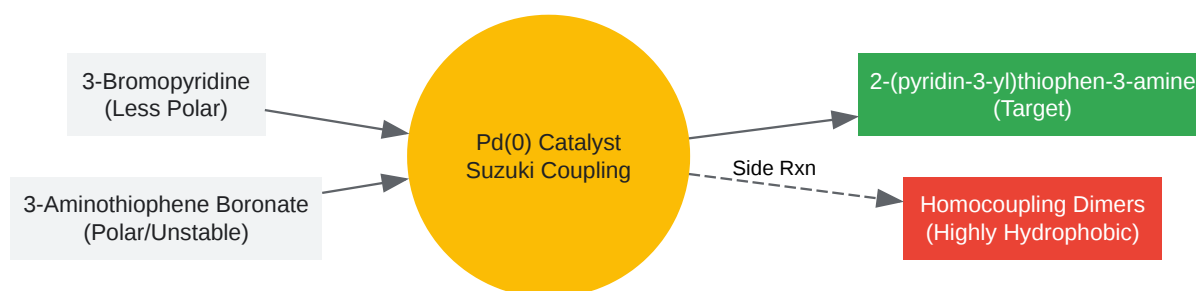 3-Bromopyridine
(Less Polar)
3-Aminothiophene Boronate
(Polar/Unstable)
Pd(0) Catalyst
Suzuki Coupling
Side Rxn
2-(pyridin-3-yl)thiophen-3-amine
(Target)
Homocoupling Dimers
(Highly Hydrophobic)